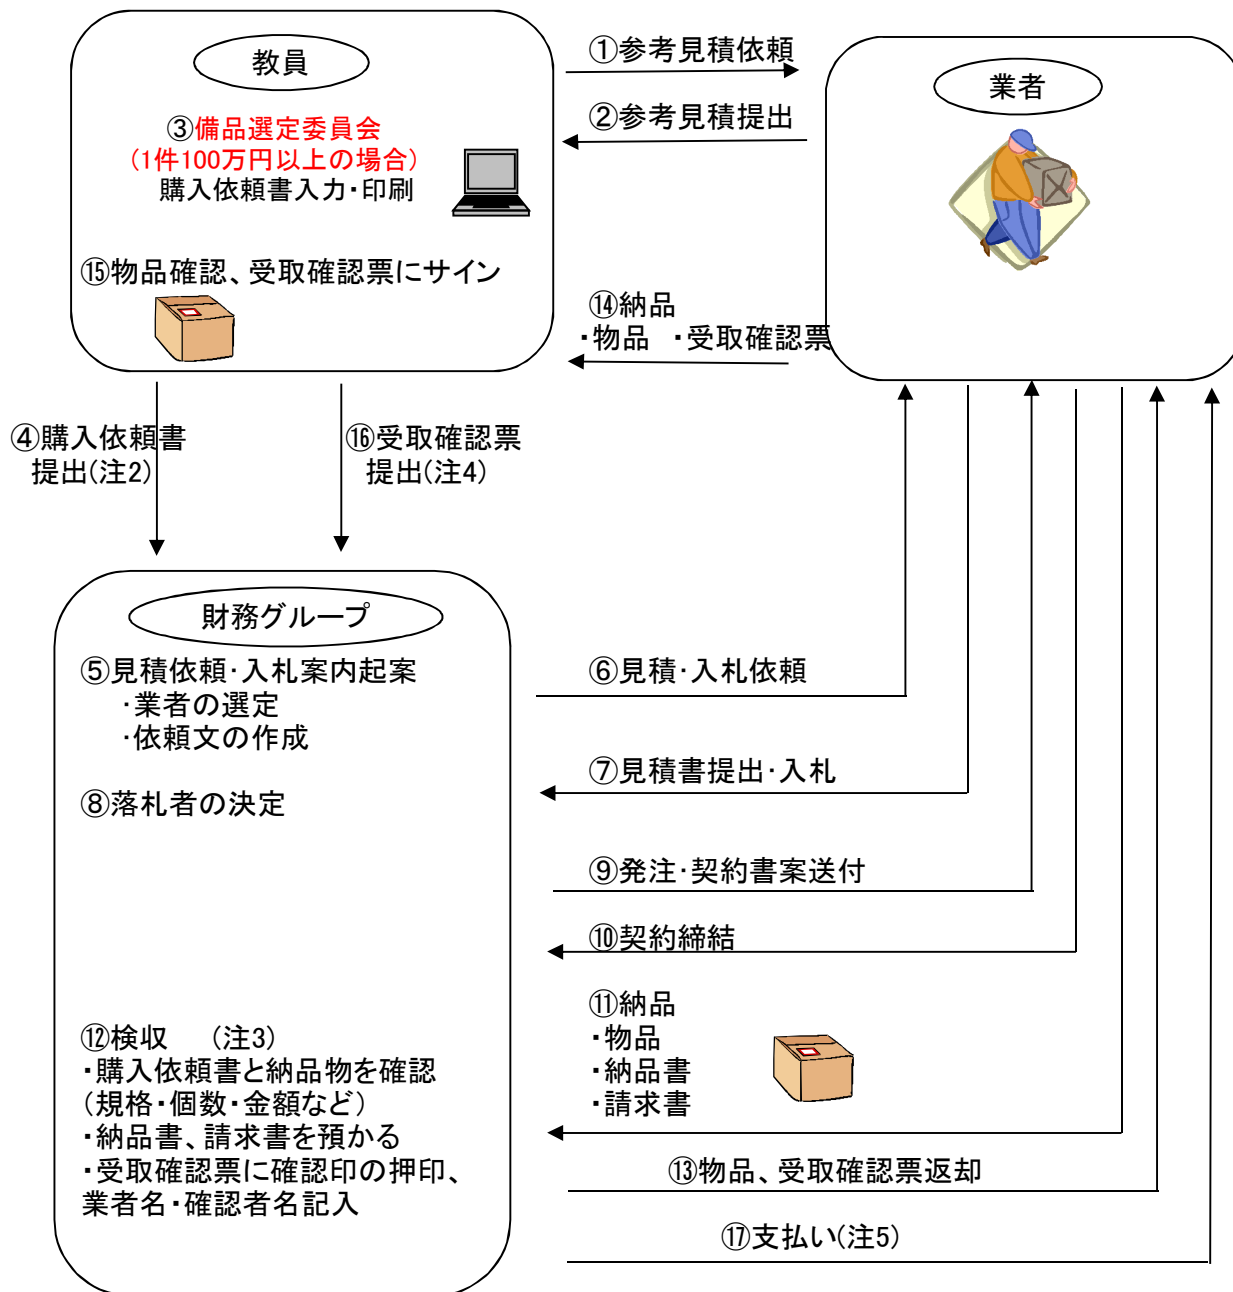 教員
①参考見積依頼
業者
②参考見積提出
③備品選定委員会
(1件100万円以上の場合)
購入依頼書入力・印刷
⑮物品確認、受取確認票にサイン
⑭納品
・物品 ・受取確認票
④購入依頼書
提出(注2)
⑯受取確認票
提出(注4)
財務グループ
⑤見積依頼・入札案内起案
・業者の選定
・依頼文の作成
⑥見積・入札依頼
⑦見積書提出・入札
⑧落札者の決定
⑨発注・契約書案送付
⑩契約締結
⑪納品
・物品
・納品書
・請求書
⑫検収 (注3)
・購入依頼書と納品物を確認
(規格・個数・金額など)
・納品書、請求書を預かる
・受取確認票に確認印の押印、
業者名・確認者名記入
⑬物品、受取確認票返却
⑰支払い(注5)